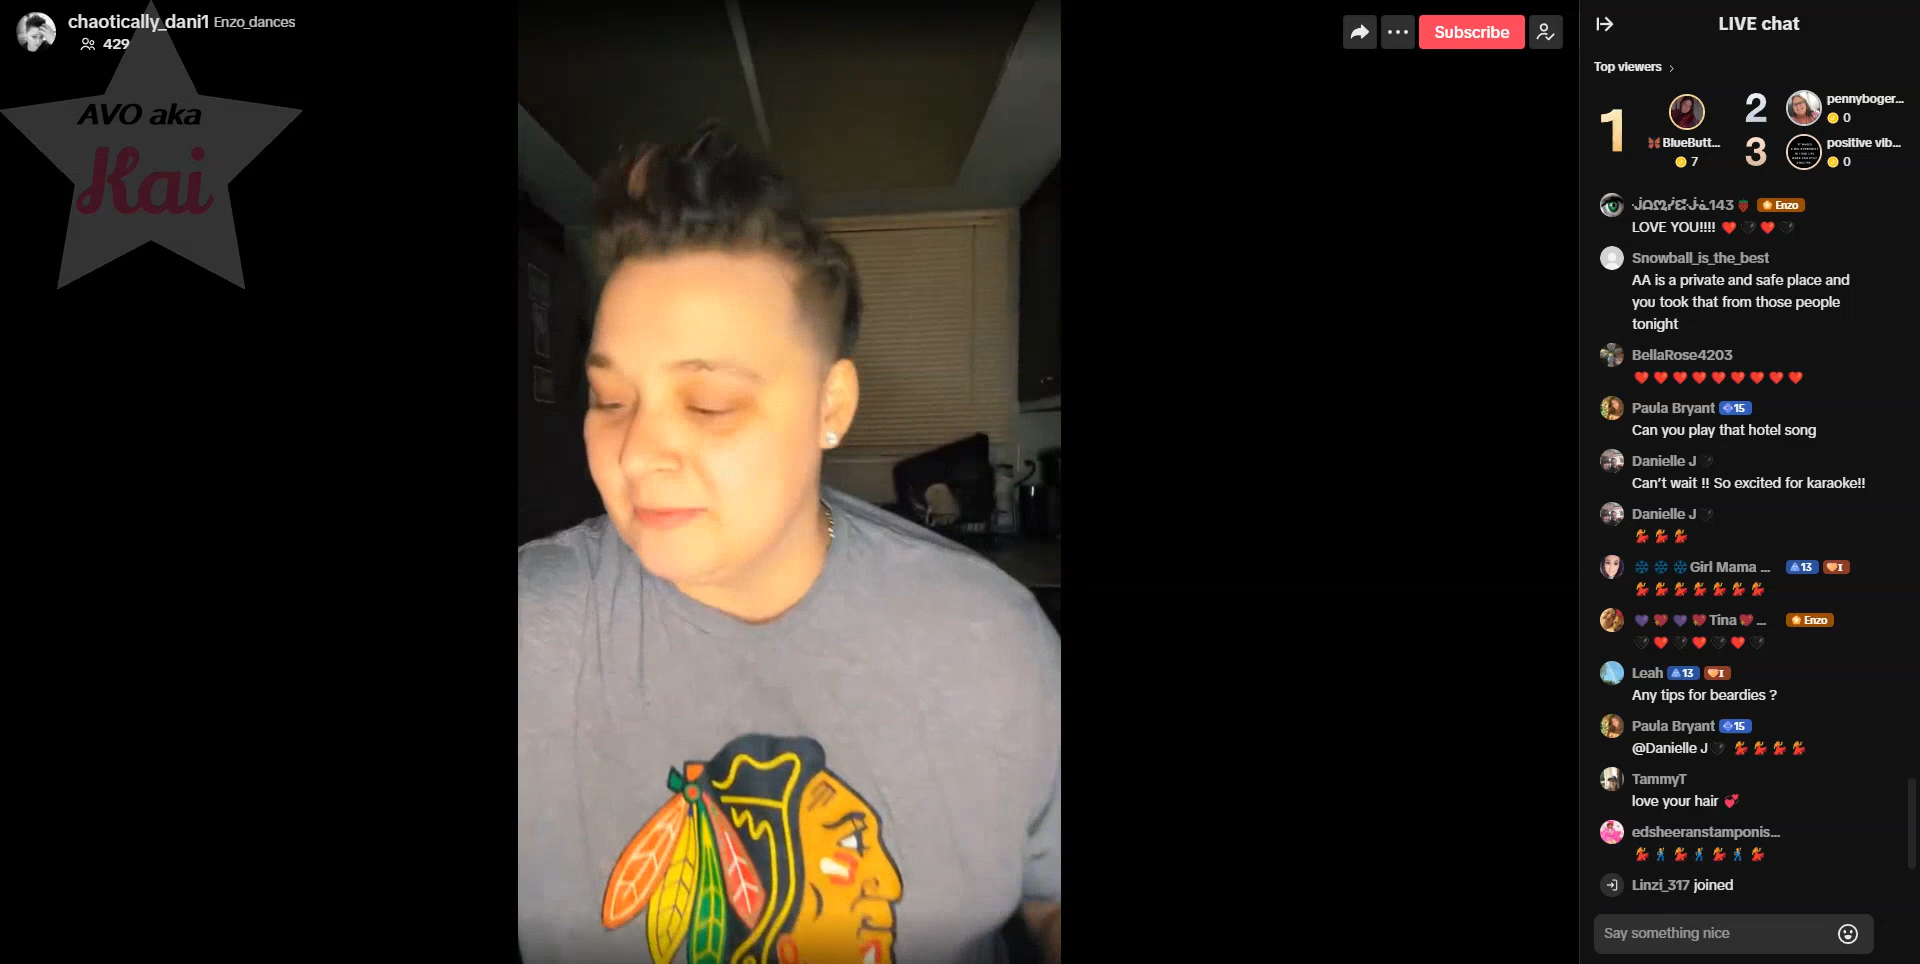 chaotically_dani1 Enzo_dances
429
AVO aka
Kai
Subscribe
LIVE chat
Top viewers
1
BlueButt...
7
2
pennyboger...
0
3
positive vib...
0
143 Enzo
LOVE YOU!!!!
Snowball_is_the_best
AA is a private and safe place and
you took that from those people
tonight
BellaRose4203
Paula Bryant 15
Can you play that hotel song
Danielle J
Can't wait !! So excited for karaoke!!
Danielle J
Girl Mama ... 13 I
Tina ... Enzo
Leah 13 I
Any tips for beardies ?
Paula Bryant 15
@Danielle J
TammyT
love your hair
edsheeranstamponis...
Linzi_317 joined
Say something nice